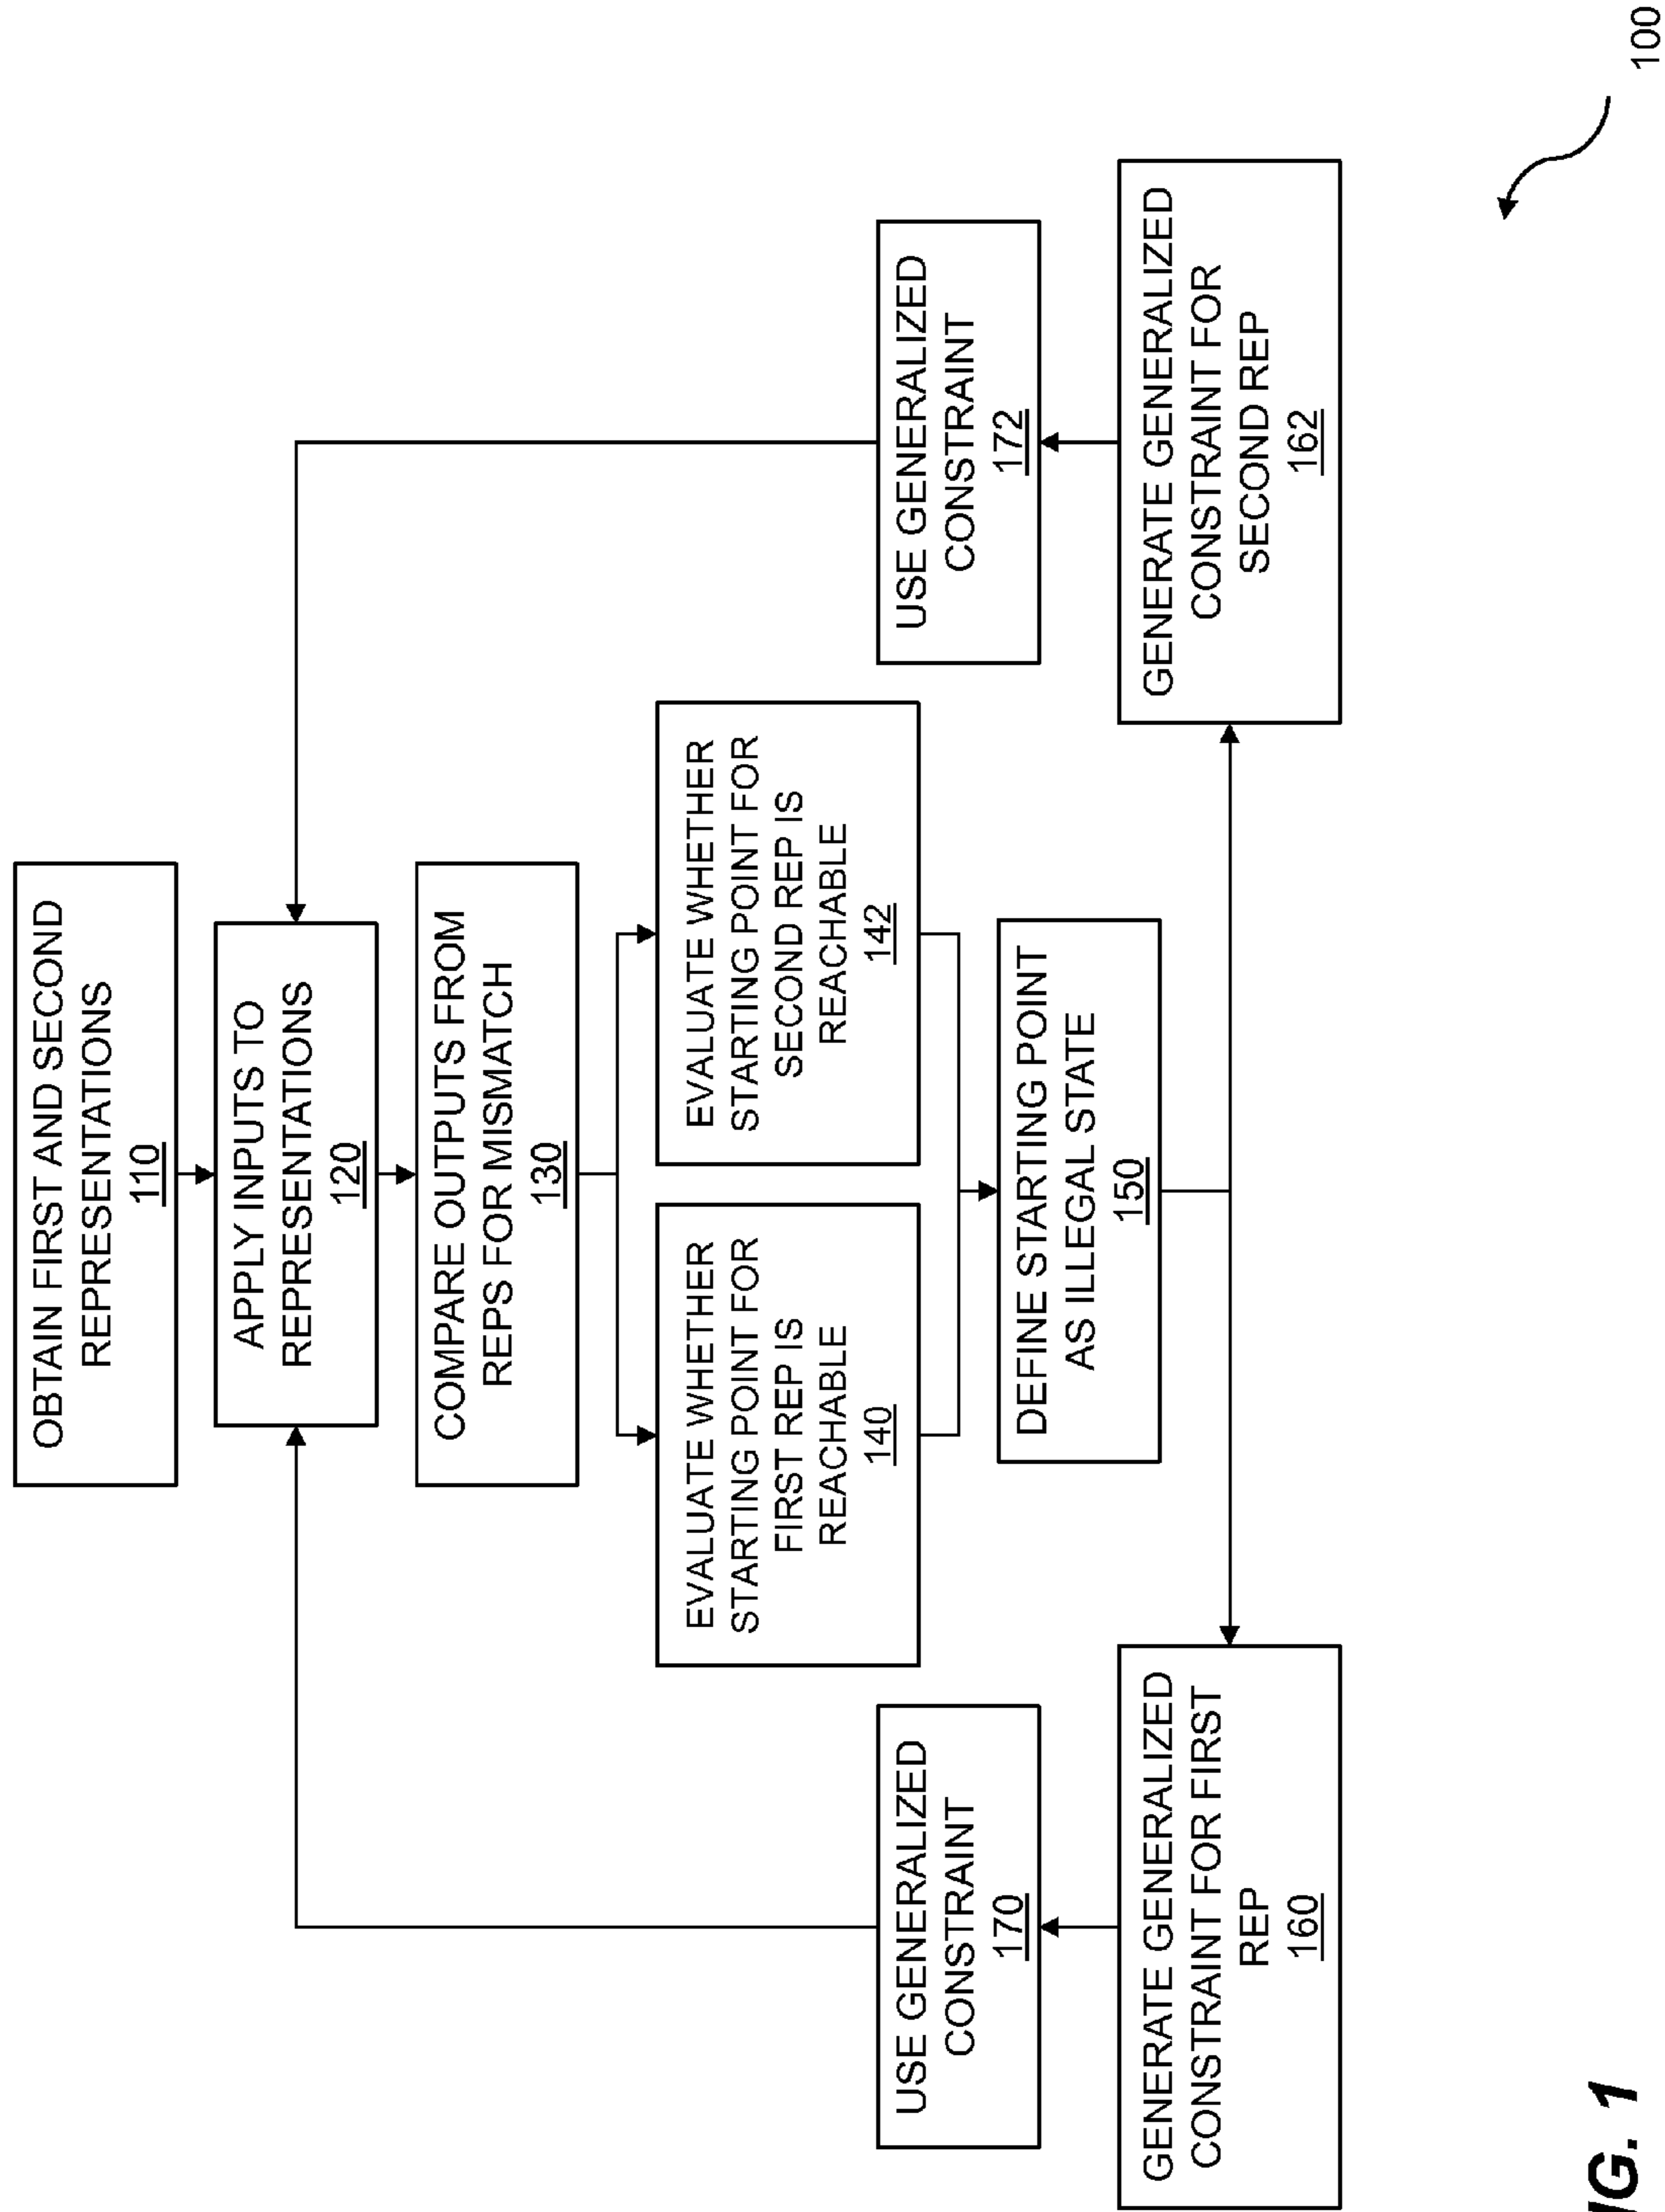 OBTAIN FIRST AND SECOND
REPRESENTATIONS
110
APPLY INPUTS TO
REPRESENTATIONS
120
COMPARE OUTPUTS FROM
REPS FOR MISMATCH
130
EVALUATE WHETHER
STARTING POINT FOR
FIRST REP IS
REACHABLE
140
EVALUATE WHETHER
STARTING POINT FOR
SECOND REP IS
REACHABLE
142
DEFINE STARTING POINT
AS ILLEGAL STATE
150
USE GENERALIZED
CONSTRAINT
170
USE GENERALIZED
CONSTRAINT
172
GENERATE GENERALIZED
CONSTRAINT FOR FIRST
REP
160
GENERATE GENERALIZED
CONSTRAINT FOR
SECOND REP
162
IG. 1
100